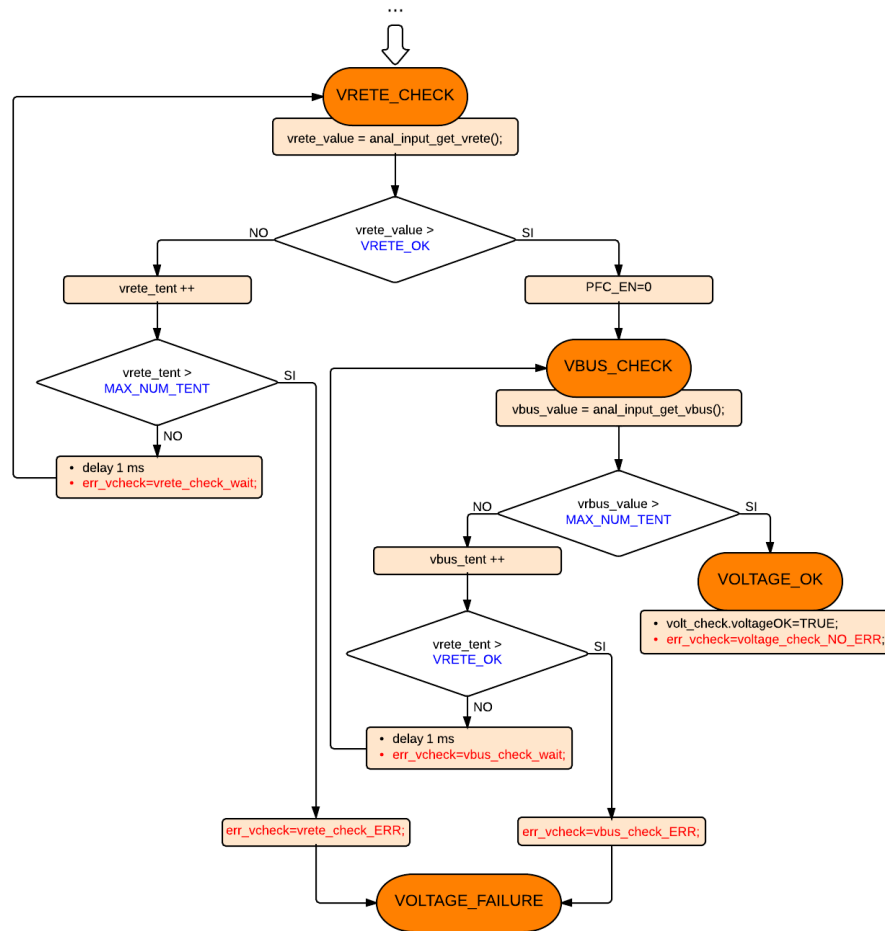 ...
VRETE_CHECK
vrete_value = anal_input_get_vrete();
vrete_value >
VRETE_OK
NO
SI
vrete_tent ++
PFC_EN=0
vrete_tent >
MAX_NUM_TENT
SI
NO
• delay 1 ms
• err_vcheck=vrete_check_wait;
VBUS_CHECK
vbus_value = anal_input_get_vbus();
vrbus_value >
MAX_NUM_TENT
NO
SI
vbus_tent ++
VOLTAGE_OK
• volt_check.voltageOK=TRUE;
• err_vcheck=voltage_check_NO_ERR;
vrete_tent >
VRETE_OK
SI
NO
• delay 1 ms
• err_vcheck=vbus_check_wait;
err_vcheck=vrete_check_ERR;
err_vcheck=vbus_check_ERR;
VOLTAGE_FAILURE